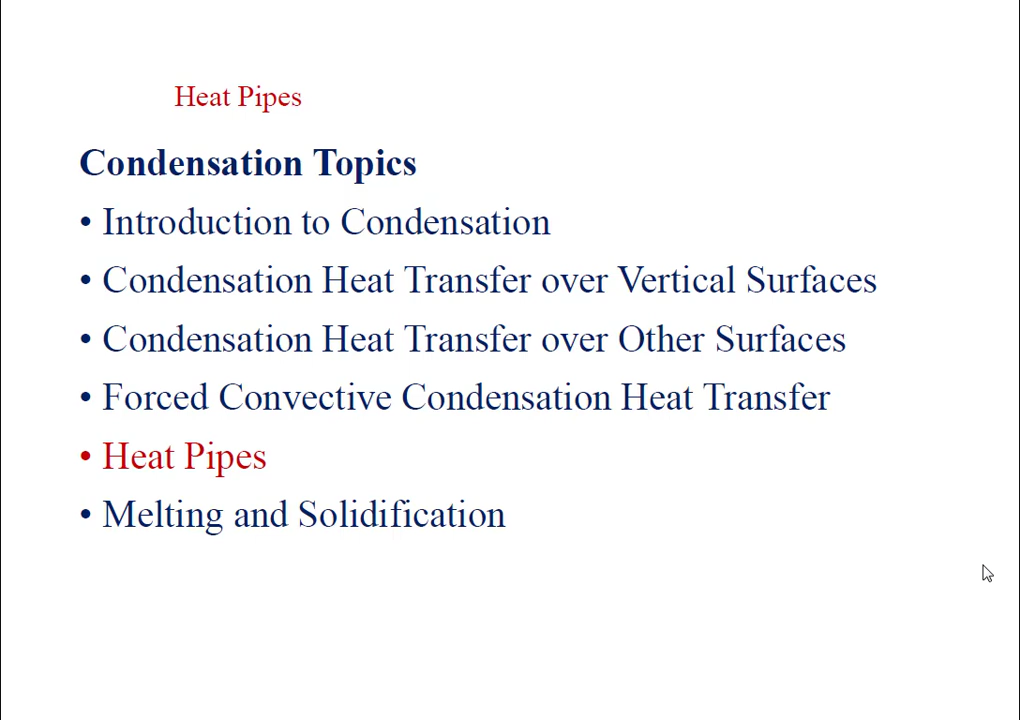 Heat Pipes
Condensation Topics
• Introduction to Condensation
• Condensation Heat Transfer over Vertical Surfaces
• Condensation Heat Transfer over Other Surfaces
• Forced Convective Condensation Heat Transfer
• Heat Pipes
• Melting and Solidification